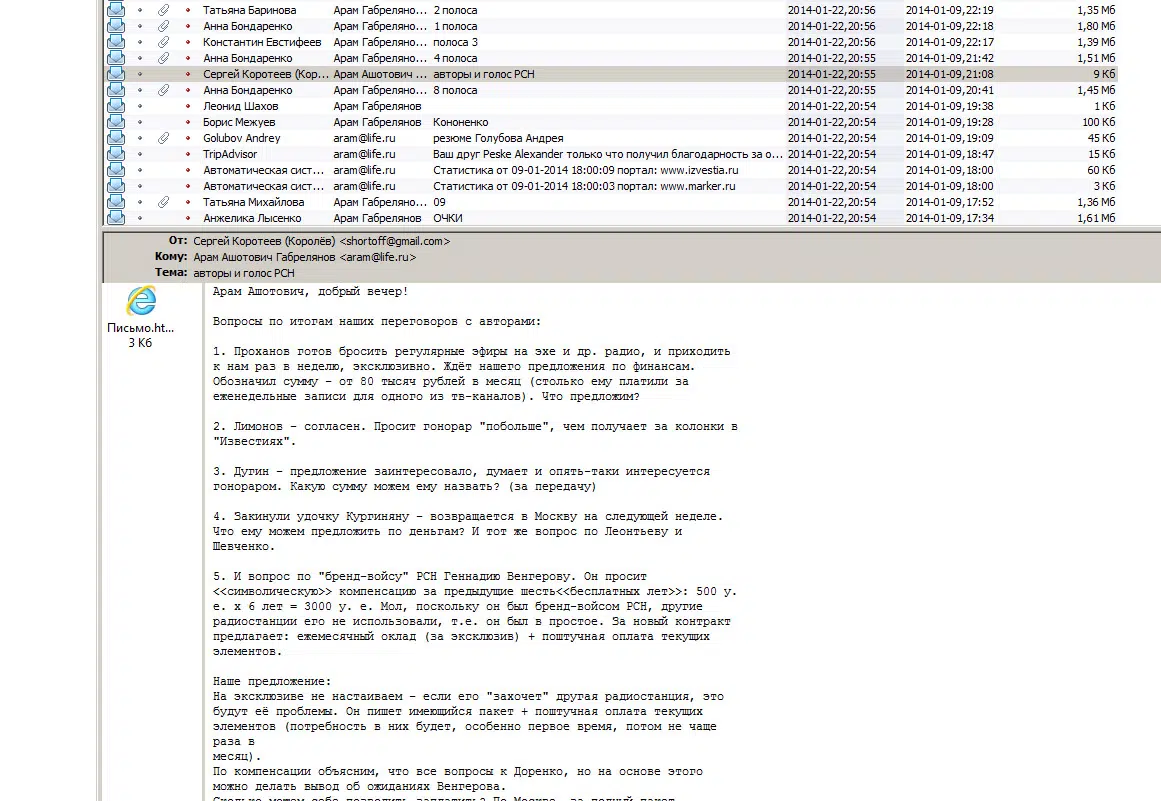 Татьяна Баринова Арам Габреляно... 2 полоса 2014-01-22,20:56 2014-01-09,22:19 1,35 Мб
Анна Бондаренко Арам Габреляно... 1 полоса 2014-01-22,20:56 2014-01-09,22:18 1,80 Мб
Константин Евстифеев Арам Габреляно... полоса 3 2014-01-22,20:56 2014-01-09,22:17 1,39 Мб
Анна Бондаренко Арам Габреляно... 4 полоса 2014-01-22,20:55 2014-01-09,21:42 1,51 Мб
Сергей Коротеев (Кор... Арам Ашотович ... авторы и голос РСН 2014-01-22,20:55 2014-01-09,21:08 9 Кб
Анна Бондаренко Арам Габреляно... 8 полоса 2014-01-22,20:55 2014-01-09,20:41 1,45 Мб
Леонид Шахов Арам Габрелянов 2014-01-22,20:54 2014-01-09,19:38 1 Кб
Борис Межуев Арам Габрелянов Кононенко 2014-01-22,20:54 2014-01-09,19:28 100 Кб
Golubov Andrey aram@life.ru резюме Голубова Андрея 2014-01-22,20:54 2014-01-09,19:09 45 Кб
TripAdvisor aram@life.ru Ваш друг Peske Alexander только что получил благодарность за о... 2014-01-22,20:54 2014-01-09,18:47 15 Кб
Автоматическая сист... aram@life.ru Статистика от 09-01-2014 18:00:09 портал: www.izvestia.ru 2014-01-22,20:54 2014-01-09,18:00 60 Кб
Автоматическая сист... aram@life.ru Статистика от 09-01-2014 18:00:03 портал: www.marker.ru 2014-01-22,20:54 2014-01-09,18:00 3 Кб
Татьяна Михайлова Арам Габреляно... 09 2014-01-22,20:54 2014-01-09,17:52 1,36 Мб
Анжелика Лысенко Арам Габрелянов ОЧКИ 2014-01-22,20:54 2014-01-09,17:34 1,61 Мб
От: Сергей Коротеев (Королёв) <shortoff@gmail.com>
Кому: Арам Ашотович Габрелянов <aram@life.ru>
Тема: авторы и голос РСН
Письмо.ht...
3 Кб
Арам Ашотович, добрый вечер!
Вопросы по итогам наших переговоров с авторами:
1. Проханов готов бросить регулярные эфиры на эхе и др. радио, и приходить
к нам раз в неделю, эксклюзивно. Ждёт нашего предложения по финансам.
Обозначил сумму - от 80 тысяч рублей в месяц (столько ему платили за
еженедельные записи для одного из тв-каналов). Что предложим?
2. Лимонов - согласен. Просит гонорар "побольше", чем получает за колонки в
"Известиях".
3. Дугин - предложение заинтересовало, думает и опять-таки интересуется
гонораром. Какую сумму можем ему назвать? (за передачу)
4. Закинули удочку Кургиняну - возвращается в Москву на следующей неделе.
Что ему можем предложить по деньгам? И тот же вопрос по Леонтьеву и
Шевченко.
5. И вопрос по "бренд-войсу" РСН Геннадию Венгерову. Он просит
<<символическую>> компенсацию за предыдущие шесть<<бесплатных лет>>: 500 у.
е. х 6 лет = 3000 у. е. Мол, поскольку он был бренд-войсом РСН, другие
радиостанции его не использовали, т.е. он был в простое. За новый контракт
предлагает: ежемесячный оклад (за эксклюзив) + поштучная оплата текущих
элементов.
Наше предложение:
На эксклюзиве не настаиваем - если его "захочет" другая радиостанция, это
будут её проблемы. Он пишет имеющийся пакет + поштучная оплата текущих
элементов (потребность в них будет, особенно первое время, потом не чаще
раза в
месяц).
По компенсации объясним, что все вопросы к Доренко, но на основе этого
можно делать вывод об ожиданиях Венгерова.